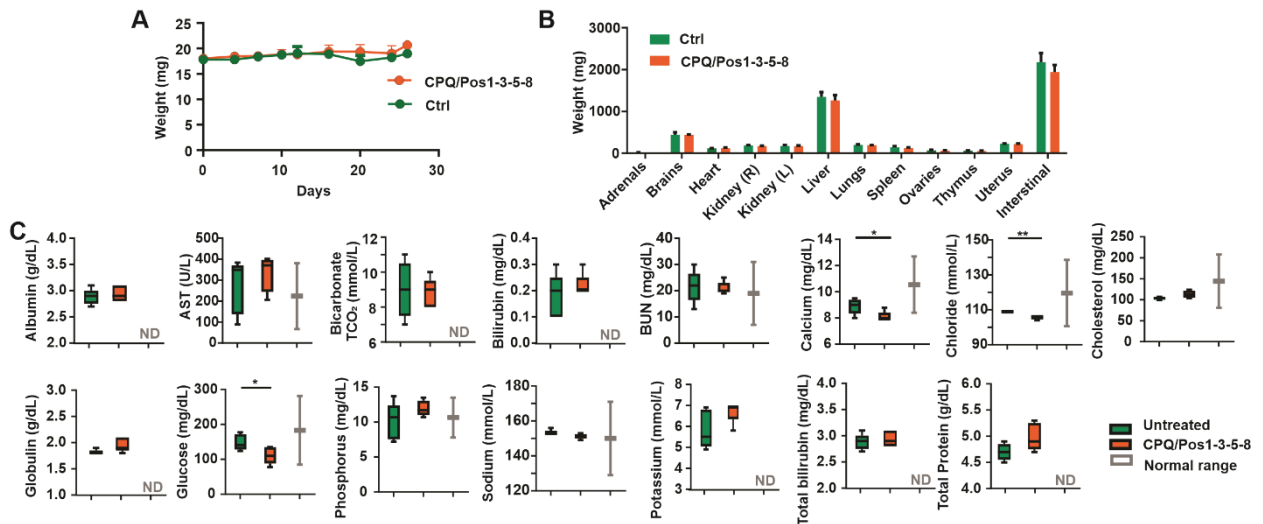 A
Weight (mg)
25
20
15
10
5
0
0
10
20
30
Days
CPQ/Pos1-3-5-8
Ctrl
B
Weight (mg)
3000
2000
1000
0
Ctrl
CPQ/Pos1-3-5-8
Adrenals
Brains
Heart
Kidney (R)
Kidney (L)
Liver
Lungs
Spleen
Ovaries
Thymus
Uterus
Interstinal
C
Albumin (g/dL)
4.0
3.5
3.0
2.5
2.0
ND
AST (U/L)
500
400
300
200
100
0
Bicarbonate
TCO₂ (mmol/L)
12
10
8
6
ND
Bilirubin (mg/dL)
0.4
0.3
0.2
0.1
0.0
ND
BUN (mg/dL)
40
30
20
10
0
Calcium (mg/dL)
14
12
10
8
6
*
Chloride (mmol/L)
150
130
110
90
**
Cholesterol (mg/dL)
250
200
150
100
50
0
Globulin (g/dL)
3.0
2.5
2.0
1.5
1.0
ND
Glucose (mg/dL)
300
200
100
0
*
Phosphorus (mg/dL)
15
10
5
0
Sodium (mmol/L)
180
160
140
120
Potassium (mmol/L)
8
7
6
5
4
3
ND
Total bilirubin (mg/dL)
4.0
3.5
3.0
2.5
2.0
ND
Total Protein (g/dL)
6.0
5.5
5.0
4.5
4.0
ND
Untreated
CPQ/Pos1-3-5-8
Normal range